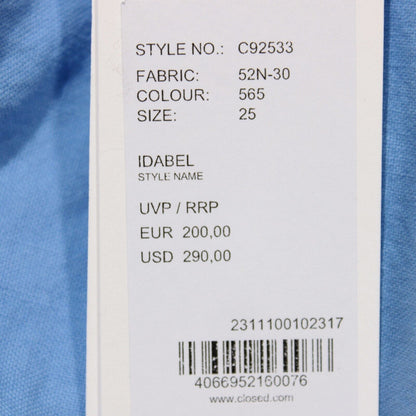 STYLE NO.: C92533
FABRIC: 52N-30
COLOUR: 565
SIZE: 25
IDABEL
STYLE NAME
UVP / RRP
EUR 200,00
USD 290,00
2311100102317
4066952160076
www.closed.com